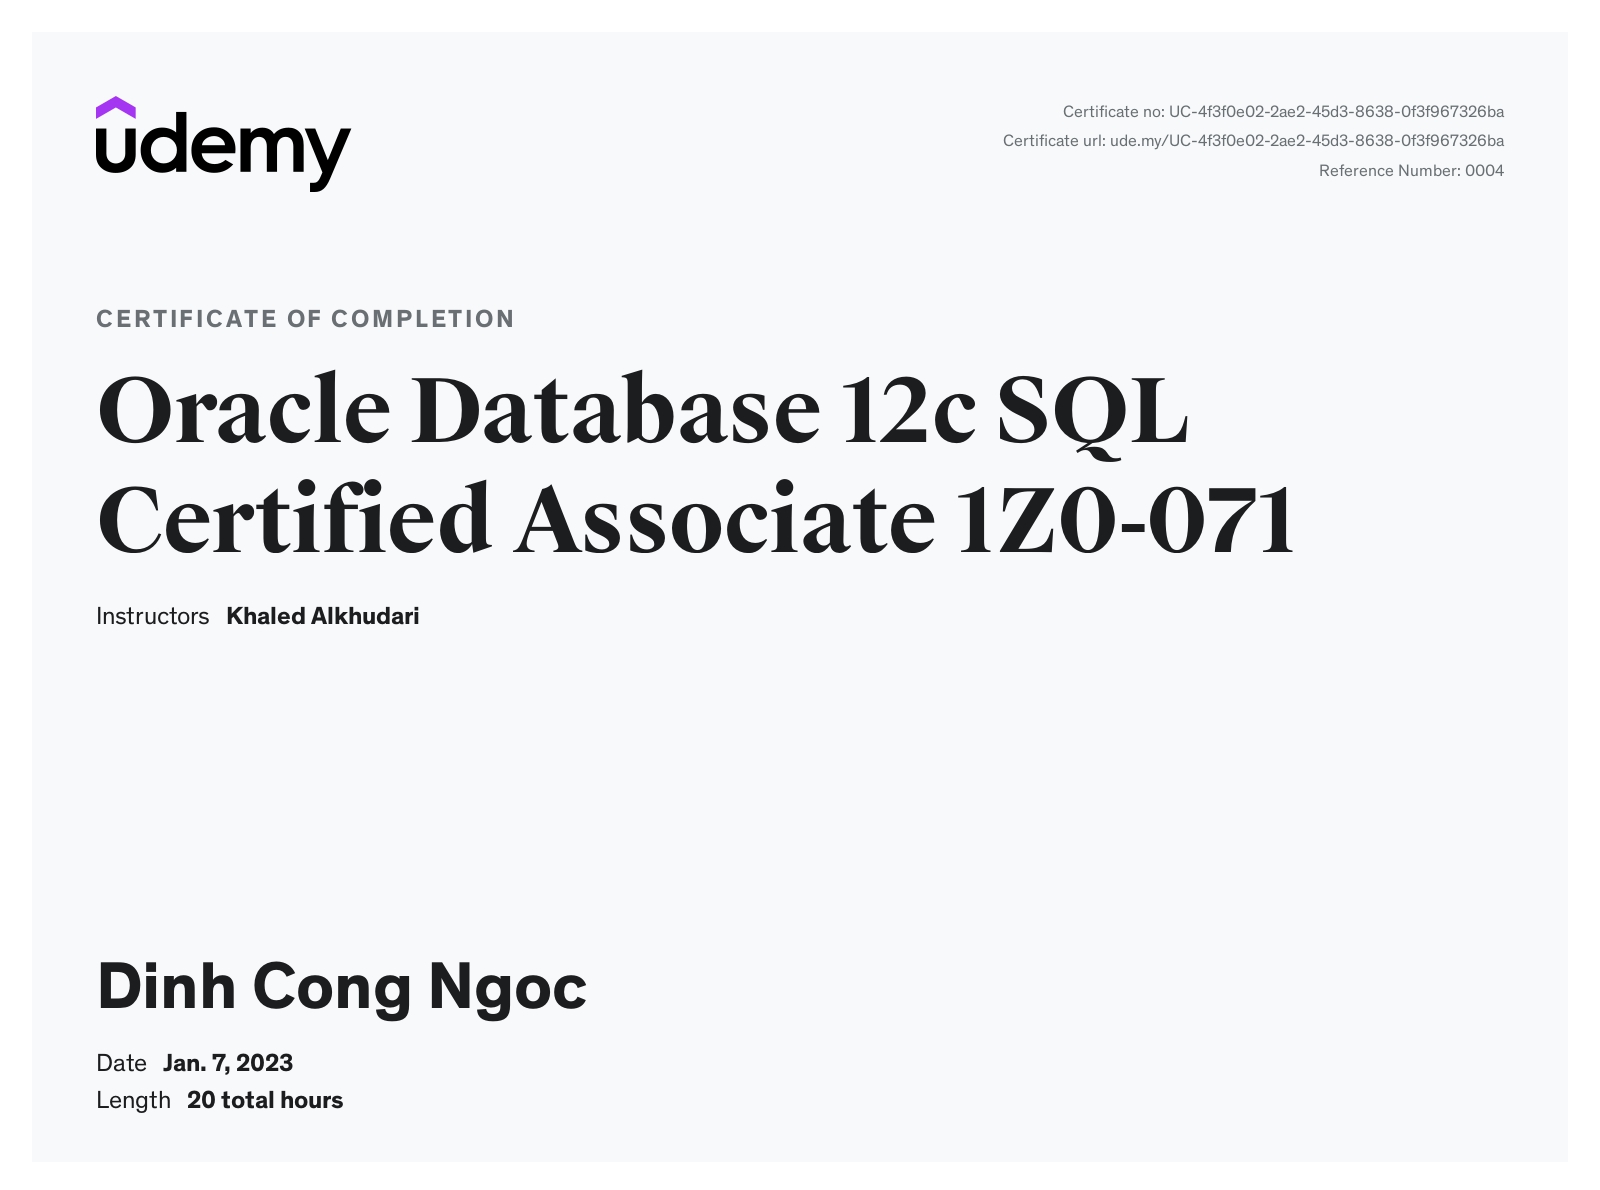 udemy
Certificate no: UC-4f3f0e02-2ae2-45d3-8638-0f3f967326ba
Certificate url: ude.my/UC-4f3f0e02-2ae2-45d3-8638-0f3f967326ba
Reference Number: 0004
CERTIFICATE OF COMPLETION
Oracle Database 12c SQL
Certified Associate 1Z0-071
Instructors Khaled Alkhudari
Dinh Cong Ngoc
Date Jan. 7, 2023
Length 20 total hours